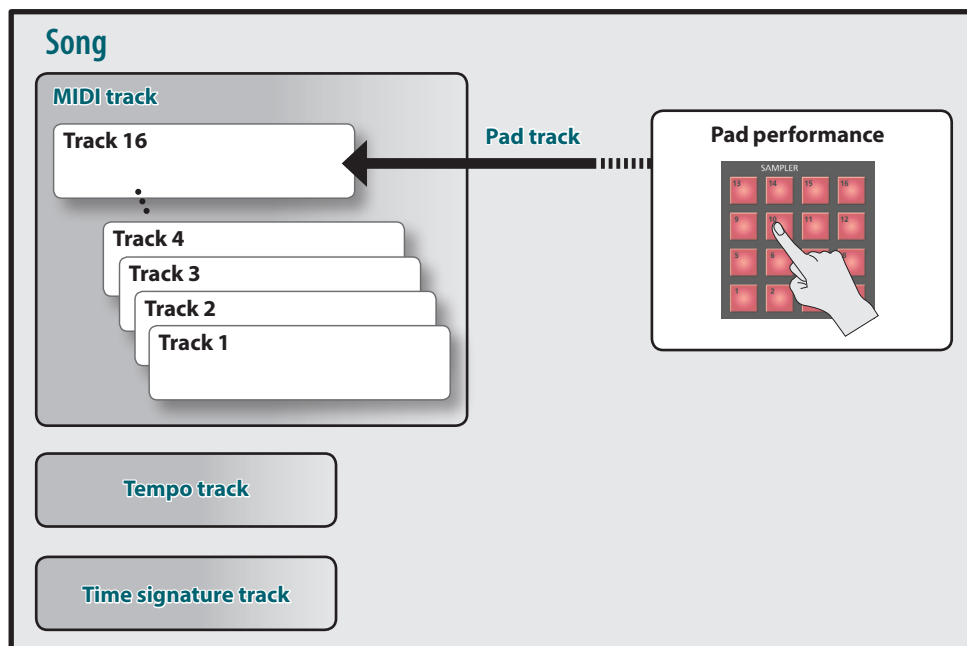 Song
MIDI track
Track 16
Track 4
Track 3
Track 2
Track 1
Pad track
Pad performance
SAMPLER
13 14 15 16
9 10 11 12
5 6 8
1 2
Tempo track
Time signature track